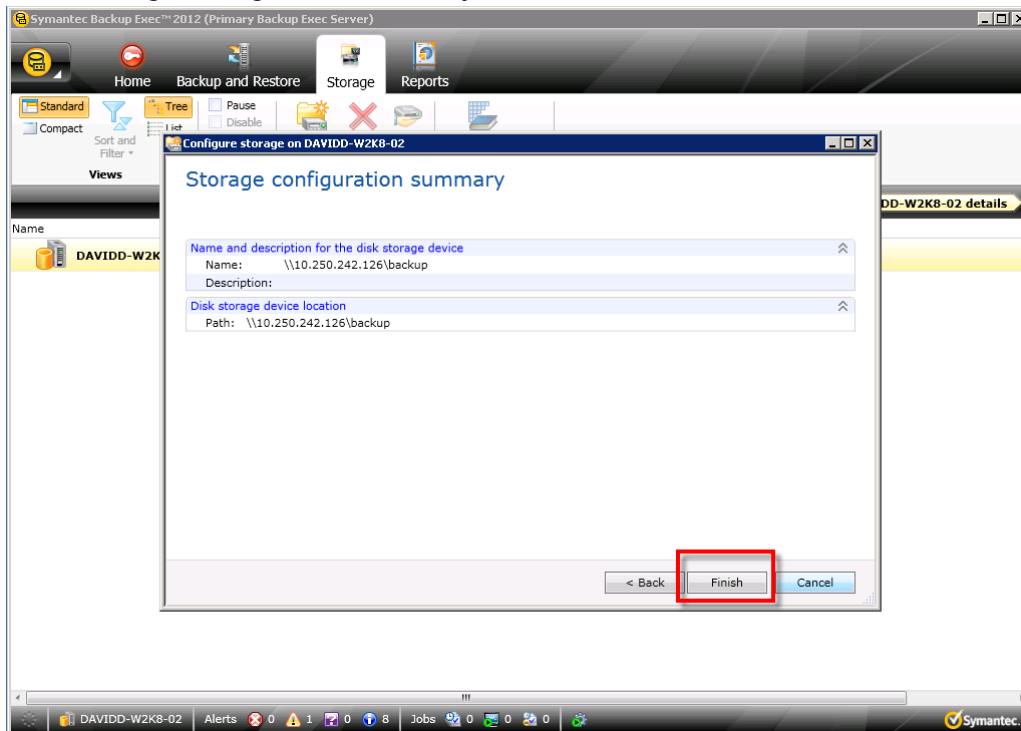 Symantec Backup Exec™ 2012 (Primary Backup Exec Server)
Home Backup and Restore Storage Reports
Standard Tree Pause
Compact List Disable
Sort and
Filter
Views
Configure storage on DAVIDD-W2K8-02
Storage configuration summary
DD-W2K8-02 details
Name
DAVIDD-W2K
Name and description for the disk storage device
Name: \\10.250.242.126\backup
Description:
Disk storage device location
Path: \\10.250.242.126\backup
< Back Finish Cancel
DAVIDD-W2K8-02 Alerts 0 1 0 8 Jobs 0 0 0 Symantec.